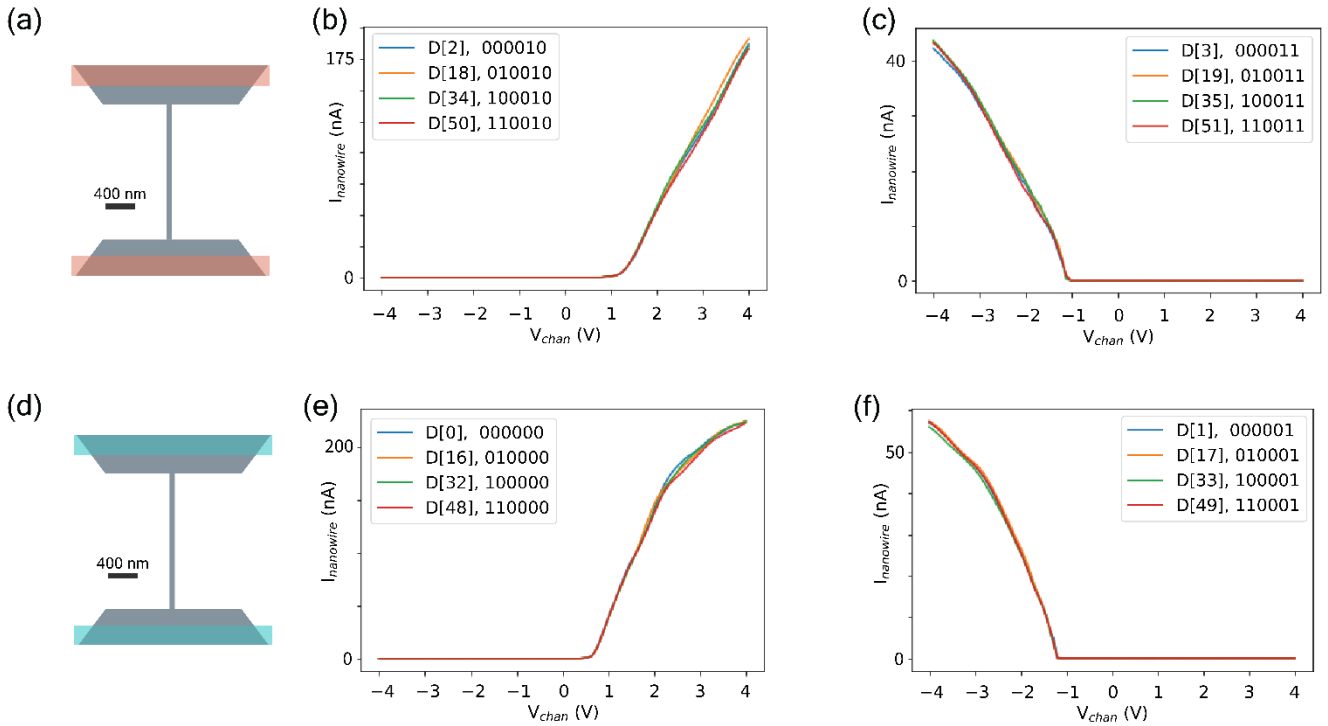 (a)
400 nm
(b)
D[2], 000010
D[18], 010010
D[34], 100010
D[50], 110010
175
0
I_nanowire (nA)
−4 −3 −2 −1 0 1 2 3 4
V_chan (V)
(c)
D[3], 000011
D[19], 010011
D[35], 100011
D[51], 110011
40
0
I_nanowire (nA)
−4 −3 −2 −1 0 1 2 3 4
V_chan (V)
(d)
400 nm
(e)
D[0], 000000
D[16], 010000
D[32], 100000
D[48], 110000
200
0
I_nanowire (nA)
−4 −3 −2 −1 0 1 2 3 4
V_chan (V)
(f)
D[1], 000001
D[17], 010001
D[33], 100001
D[49], 110001
50
0
I_nanowire (nA)
−4 −3 −2 −1 0 1 2 3 4
V_chan (V)